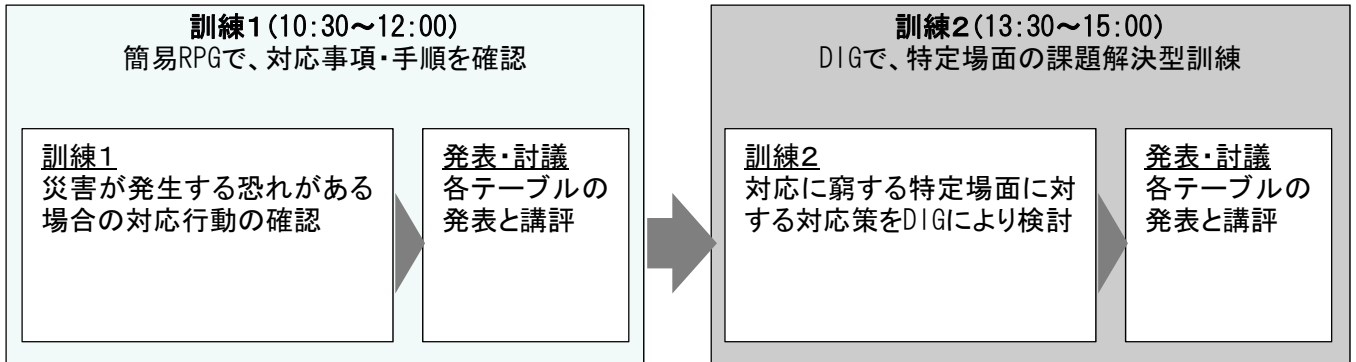 訓練1(10:30～12:00)
簡易RPGで、対応事項・手順を確認
訓練1
災害が発生する恐れがある
場合の対応行動の確認
発表・討議
各テーブルの
発表と講評
訓練2(13:30～15:00)
DIGで、特定場面の課題解決型訓練
訓練2
対応に窮する特定場面に対
する対応策をDIGにより検討
発表・討議
各テーブルの
発表と講評